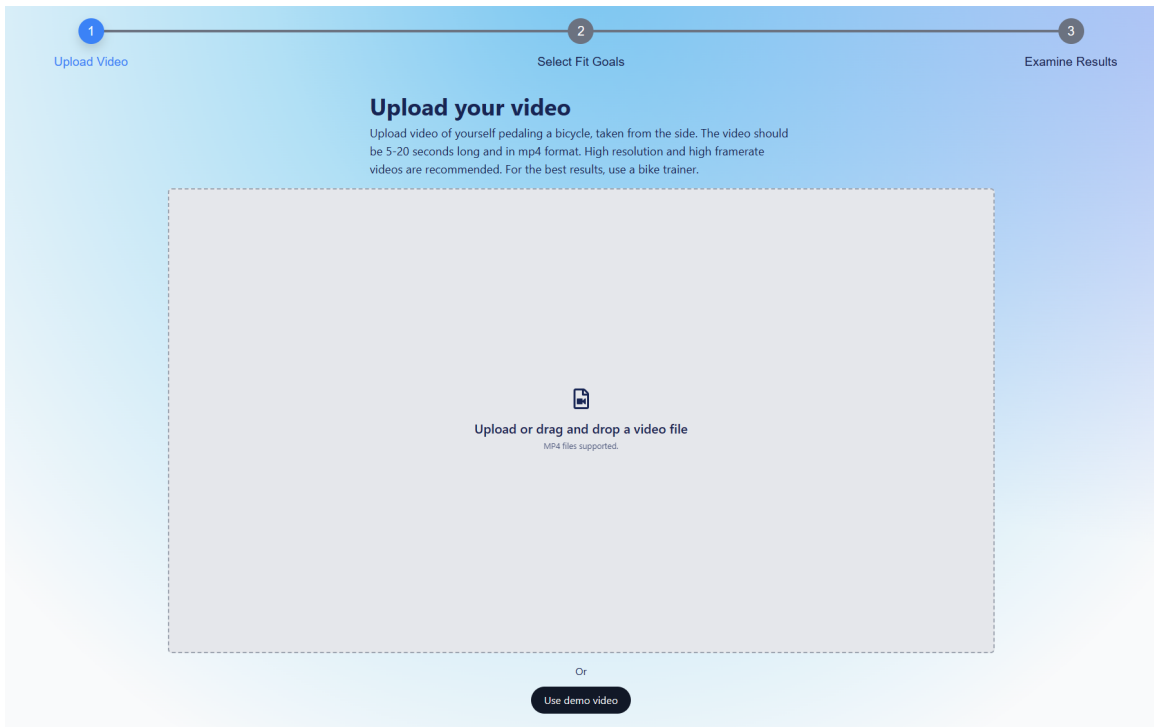 1
2
3
Upload Video
Select Fit Goals
Examine Results
Upload your video
Upload video of yourself pedaling a bicycle, taken from the side. The video should
be 5-20 seconds long and in mp4 format. High resolution and high framerate
videos are recommended. For the best results, use a bike trainer.
Upload or drag and drop a video file
MP4 files supported.
Or
Use demo video